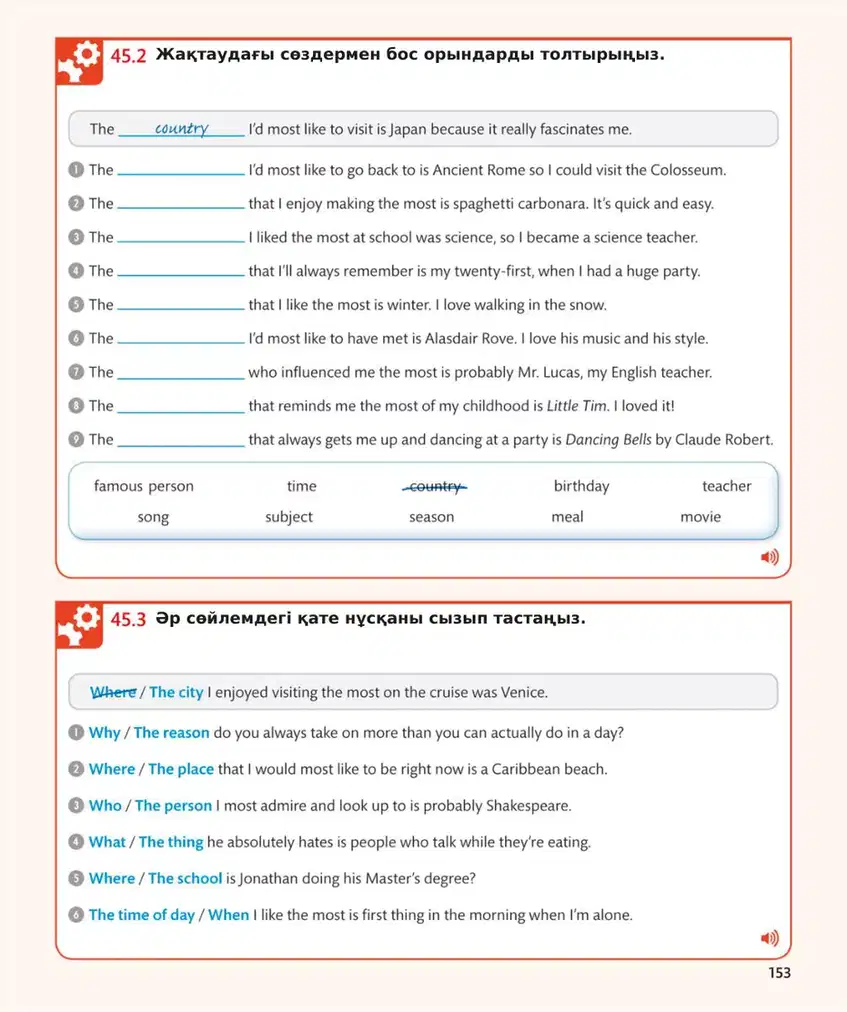 45.2 Жақтаудағы сөздермен бос орындарды толтырыңыз.
The country I'd most like to visit is Japan because it really fascinates me.
1 The ____________ I'd most like to go back to is Ancient Rome so I could visit the Colosseum.
2 The ____________ that I enjoy making the most is spaghetti carbonara. It's quick and easy.
3 The ____________ I liked the most at school was science, so I became a science teacher.
4 The ____________ that I'll always remember is my twenty-first, when I had a huge party.
5 The ____________ that I like the most is winter. I love walking in the snow.
6 The ____________ I'd most like to have met is Alasdair Rove. I love his music and his style.
7 The ____________ who influenced me the most is probably Mr. Lucas, my English teacher.
8 The ____________ that reminds me the most of my childhood is Little Tim. I loved it!
9 The ____________ that always gets me up and dancing at a party is Dancing Bells by Claude Robert.
famous person time country birthday teacher
song subject season meal movie
45.3 Әр сөйлемдегі қате нұсқаны сызып тастаңыз.
Where / The city I enjoyed visiting the most on the cruise was Venice.
1 Why / The reason do you always take on more than you can actually do in a day?
2 Where / The place that I would most like to be right now is a Caribbean beach.
3 Who / The person I most admire and look up to is probably Shakespeare.
4 What / The thing he absolutely hates is people who talk while they're eating.
5 Where / The school is Jonathan doing his Master's degree?
6 The time of day / When I like the most is first thing in the morning when I'm alone.
153